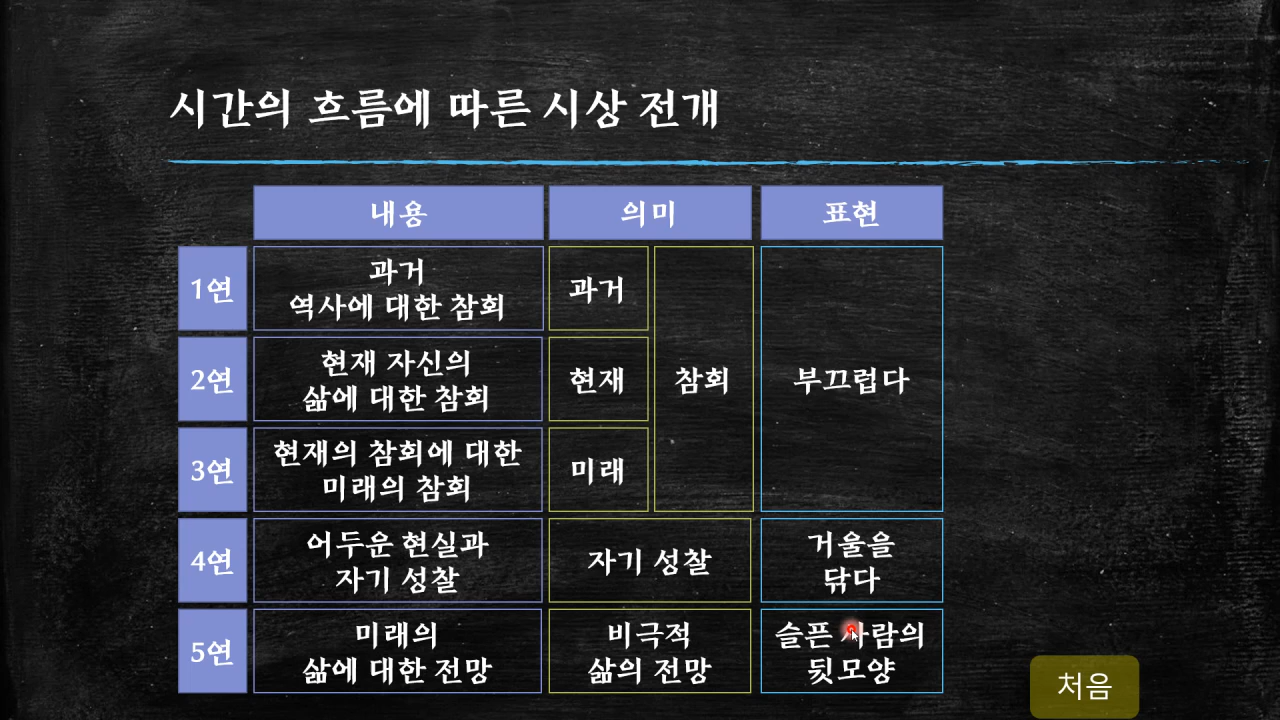 시간의 흐름에 따른 시상 전개
내용 의미 표현
1연
과거
역사에 대한 참회
과거
2연
현재 자신의
삶에 대한 참회
현재
참회
부끄럽다
3연
현재의 참회에 대한
미래의 참회
미래
4연
어두운 현실과
자기 성찰
자기 성찰
거울을
닦다
5연
미래의
삶에 대한 전망
비극적
삶의 전망
슬픈 사람의
뒷모양
처음